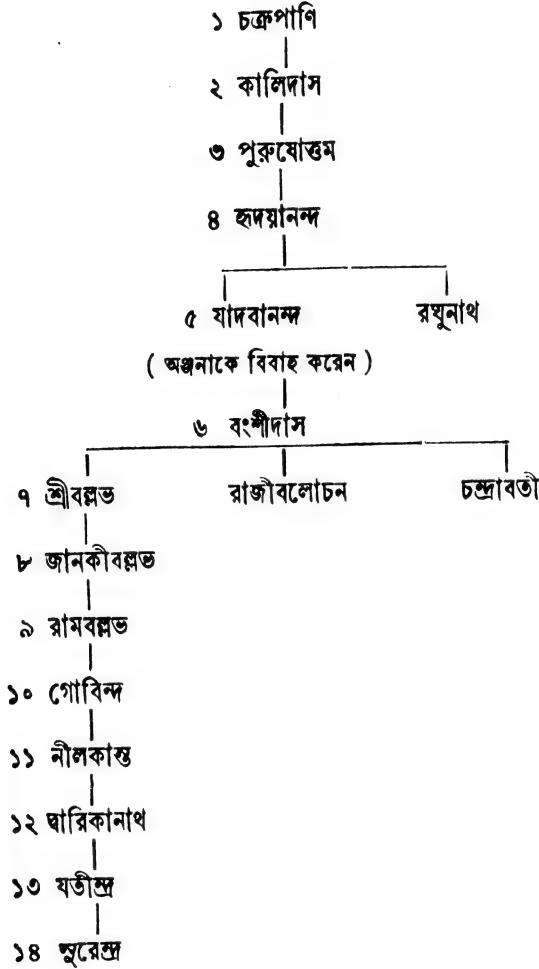 ১ চক্রপাণি
২ কালিদাস
৩ পুরুষোত্তম
৪ হৃদয়ানন্দ
৫ যাদবানন্দ রঘুনাথ
( অঞ্জনাকে বিবাহ করেন )
৬ বংশীদাস
৭ শ্রীবল্লভ রাজীবলোচন চন্দ্রাবতী
৮ জানকীবল্লভ
৯ রামবল্লভ
১০ গোবিন্দ
১১ নীলকান্ত
১২ দ্বারিকানাথ
১৩ যতীন্দ্র
১৪ সুরেন্দ্র